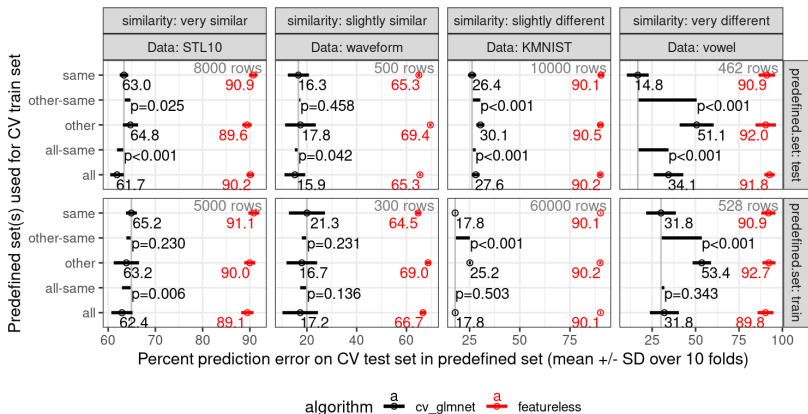 similarity: very similar
similarity: slightly similar
similarity: slightly different
similarity: very different
Data: STL10
Data: waveform
Data: KMNIST
Data: vowel
Predefined set(s) used for CV train set
same
other-same
other
all-same
all
8000 rows
63.0 90.9
p=0.025
64.8 89.6
p<0.001
61.7 90.2
500 rows
16.3 65.3
p=0.458
17.8 69.4
p=0.042
15.9 65.3
10000 rows
26.4 90.1
p<0.001
30.1 90.5
p<0.001
27.6 90.2
462 rows
14.8 90.9
p<0.001
51.1 92.0
p<0.001
34.1 91.8
predefined.set: test
same
other-same
other
all-same
all
5000 rows
65.2 91.1
p=0.230
63.2 90.0
p=0.006
62.4 89.1
300 rows
21.3 64.5
p=0.231
16.7 69.0
p=0.136
17.2 66.7
60000 rows
17.8 90.1
p<0.001
25.2 90.2
p=0.503
17.8 90.1
528 rows
31.8 90.9
p<0.001
53.4 92.7
p=0.343
31.8 89.8
predefined.set: train
60 70 80 90
20 40 60
25 50 75
25 50 75 100
Percent prediction error on CV test set in predefined set (mean +/- SD over 10 folds)
algorithm a cv_glmnet a featureless